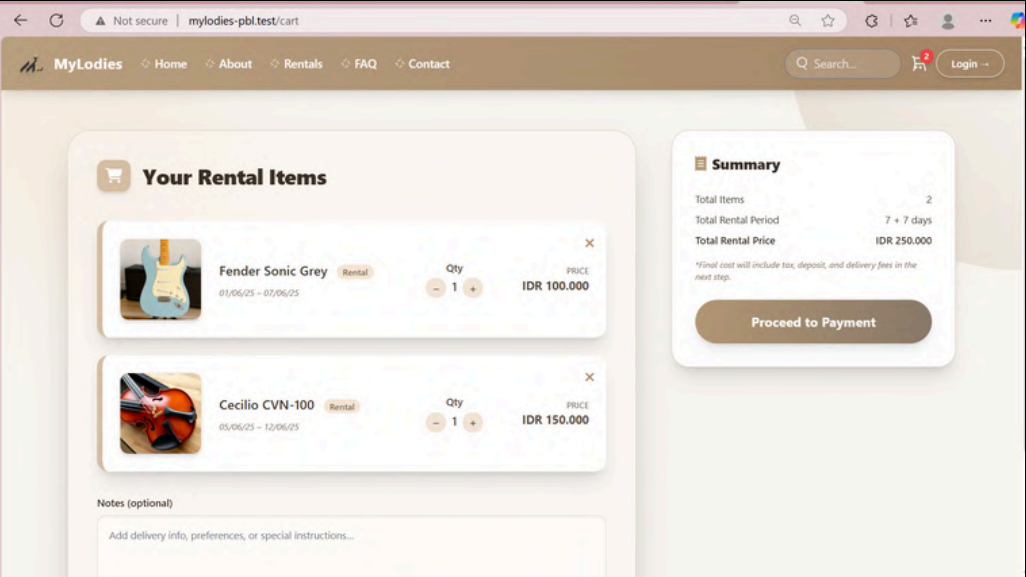 Not secure | mylodies-pbl.test/cart
MyLodies
Home
About
Rentals
FAQ
Contact
Search...
2
Login →
Your Rental Items
Fender Sonic Grey
Rental
01/06/25 – 07/06/25
Qty
– 1 +
×
PRICE
IDR 100.000
Cecilio CVN-100
Rental
05/06/25 – 12/06/25
Qty
– 1 +
×
PRICE
IDR 150.000
Notes (optional)
Add delivery info, preferences, or special instructions...
Summary
Total Items 2
Total Rental Period 7 + 7 days
Total Rental Price IDR 250.000
*Final cost will include tax, deposit, and delivery fees in the
next step.
Proceed to Payment